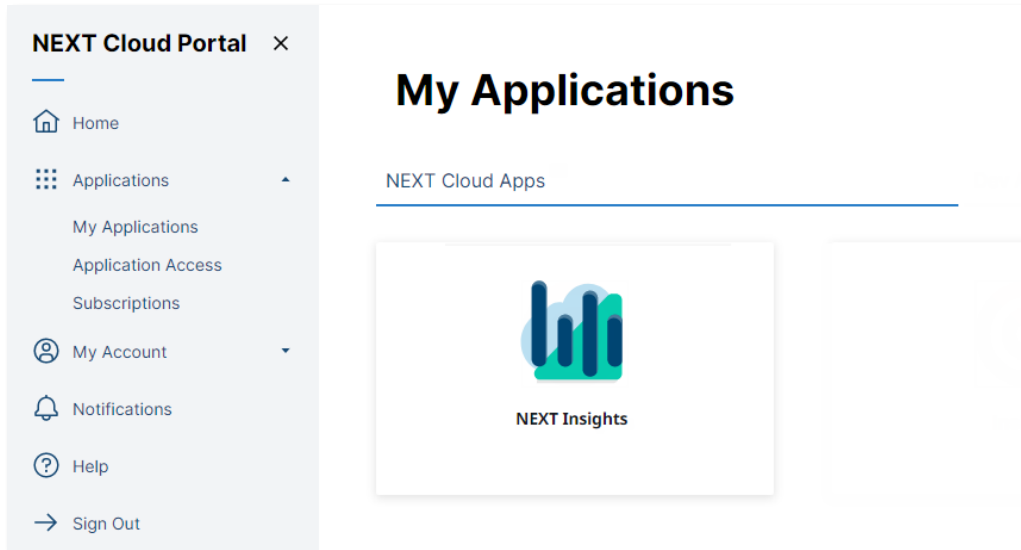 NEXT Cloud Portal
Home
Applications
My Applications
Application Access
Subscriptions
My Account
Notifications
Help
Sign Out
My Applications
NEXT Cloud Apps
NEXT Insights